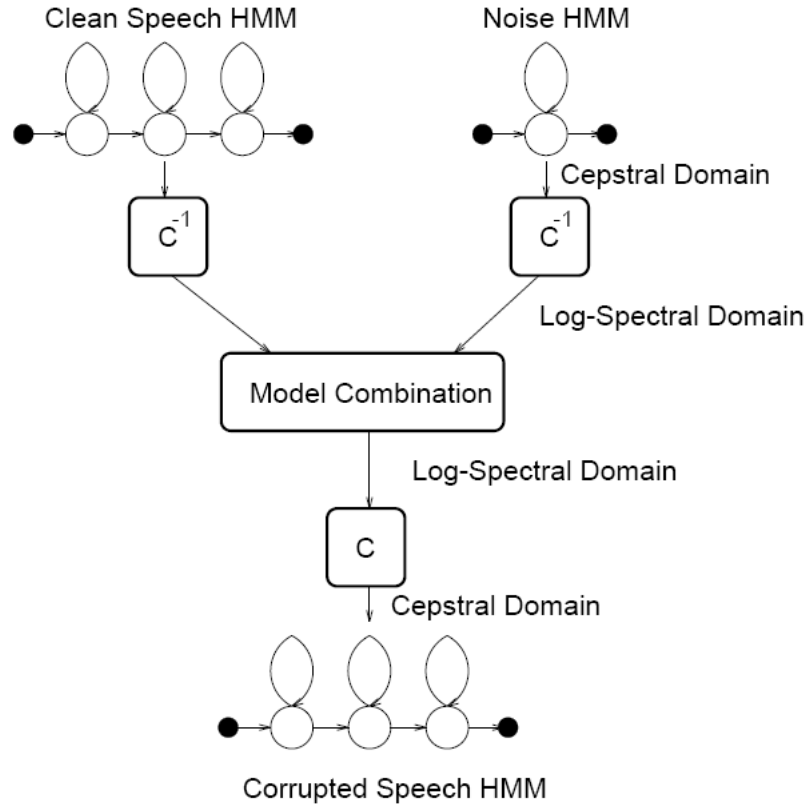 Clean Speech HMM
Noise HMM
Cepstral Domain
C^-1
C^-1
Log-Spectral Domain
Model Combination
Log-Spectral Domain
C
Cepstral Domain
Corrupted Speech HMM